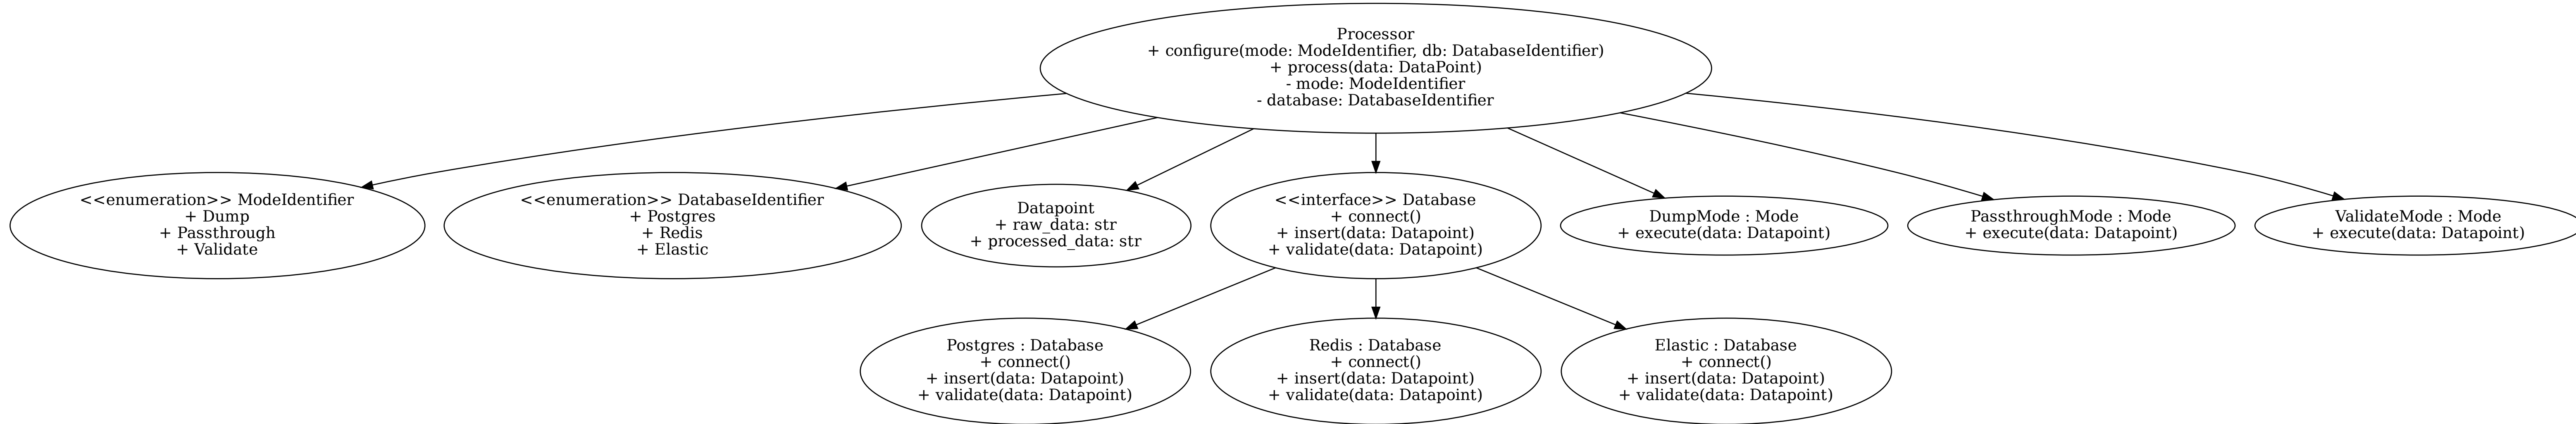 Processor
+ configure(mode: ModeIdentifier, db: DatabaseIdentifier)
+ process(data: DataPoint)
- mode: ModeIdentifier
- database: DatabaseIdentifier
<<enumeration>> ModeIdentifier
+ Dump
+ Passthrough
+ Validate
<<enumeration>> DatabaseIdentifier
+ Postgres
+ Redis
+ Elastic
Datapoint
+ raw_data: str
+ processed_data: str
<<interface>> Database
+ connect()
+ insert(data: Datapoint)
+ validate(data: Datapoint)
DumpMode : Mode
+ execute(data: Datapoint)
PassthroughMode : Mode
+ execute(data: Datapoint)
ValidateMode : Mode
+ execute(data: Datapoint)
Postgres : Database
+ connect()
+ insert(data: Datapoint)
+ validate(data: Datapoint)
Redis : Database
+ connect()
+ insert(data: Datapoint)
+ validate(data: Datapoint)
Elastic : Database
+ connect()
+ insert(data: Datapoint)
+ validate(data: Datapoint)